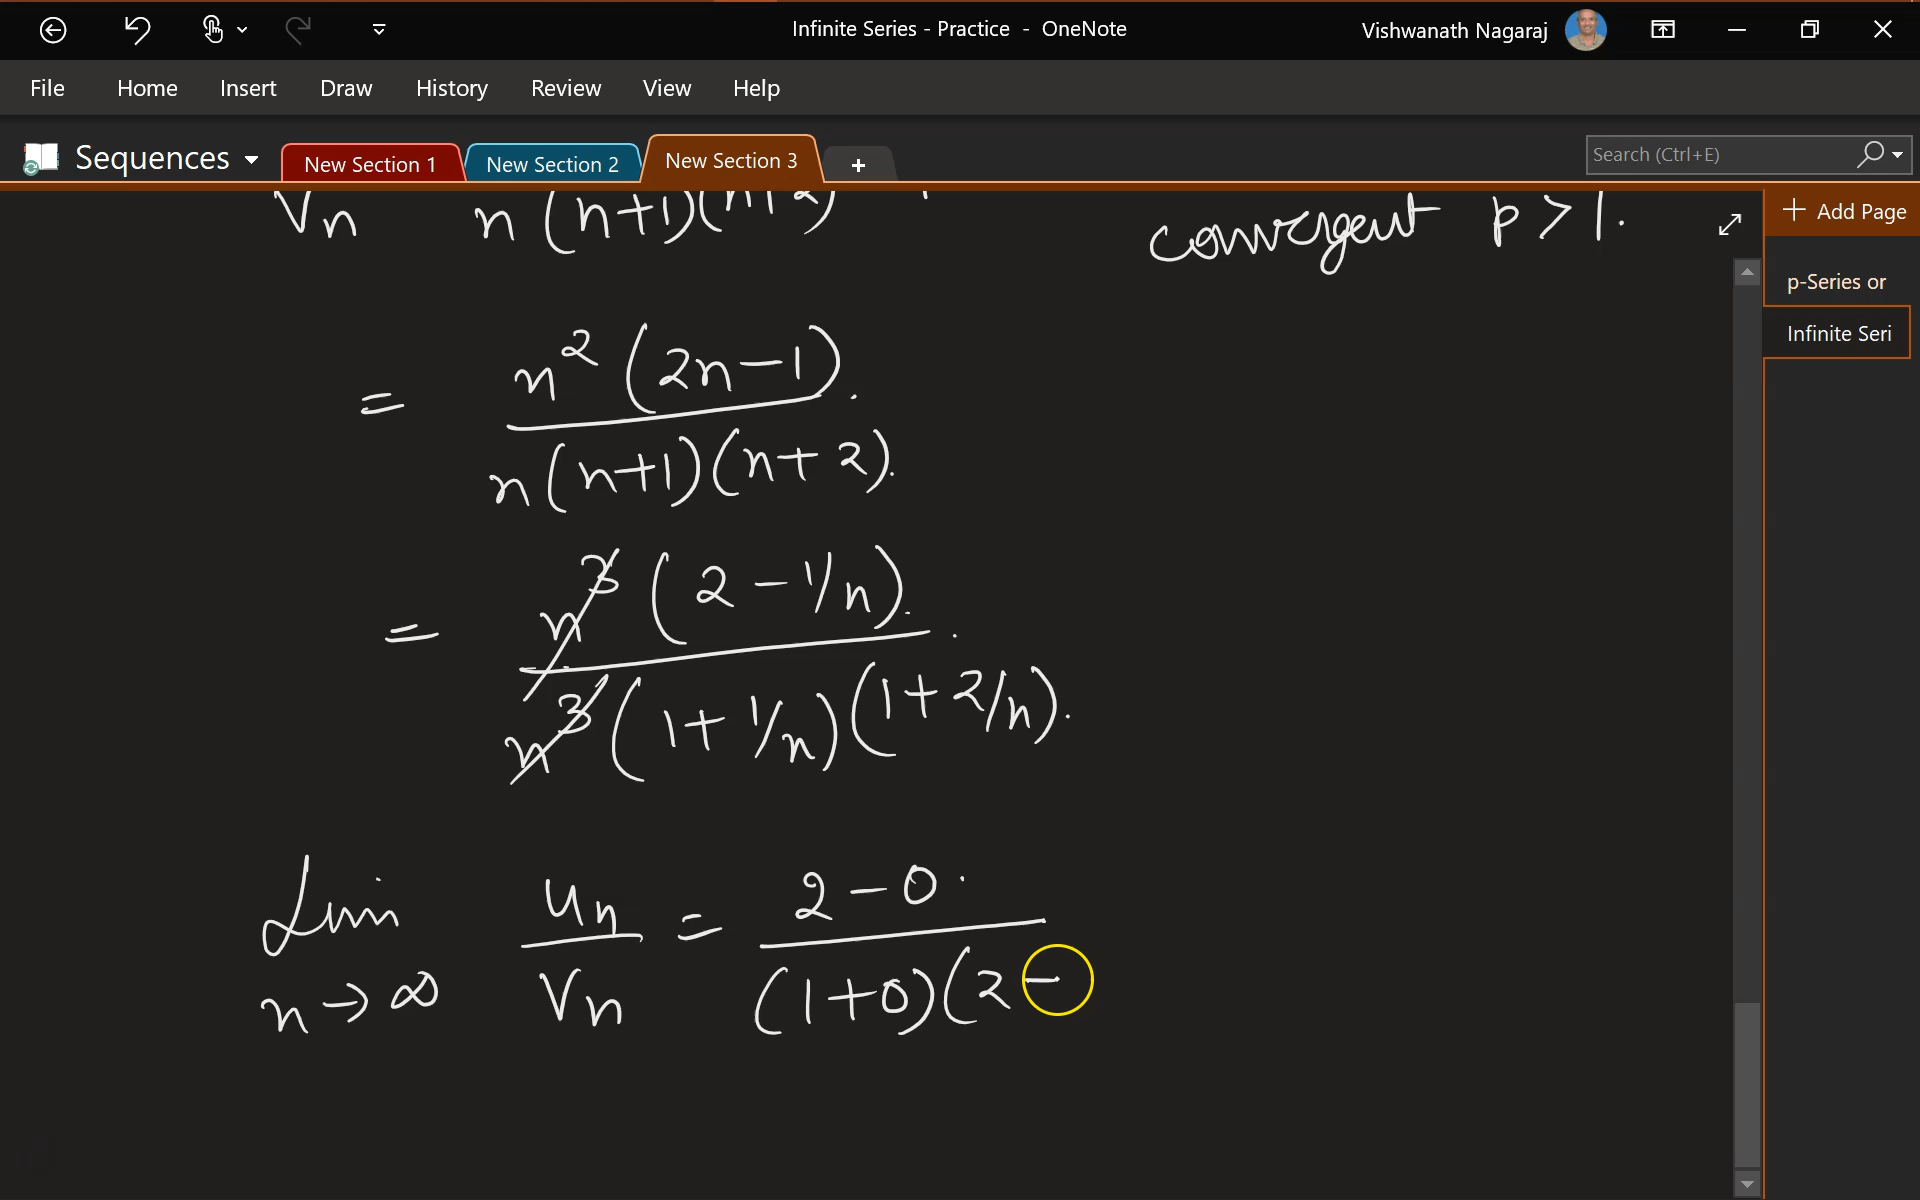 Infinite Series - Practice - OneNote
Vishwanath Nagaraj
File Home Insert Draw History Review View Help
Sequences New Section 1 New Section 2 New Section 3 +
Search (Ctrl+E)
+ Add Page
p-Series or
Infinite Seri
Vn n(n+1)(n+2)
convergent p > 1.
= n² (2n-1).
n(n+1)(n+2).
= n³ (2 - 1/n).
n³ (1 + 1/n)(1 + 2/n).
Lim un = 2 - 0.
n → ∞ Vn (1+0)(2 -